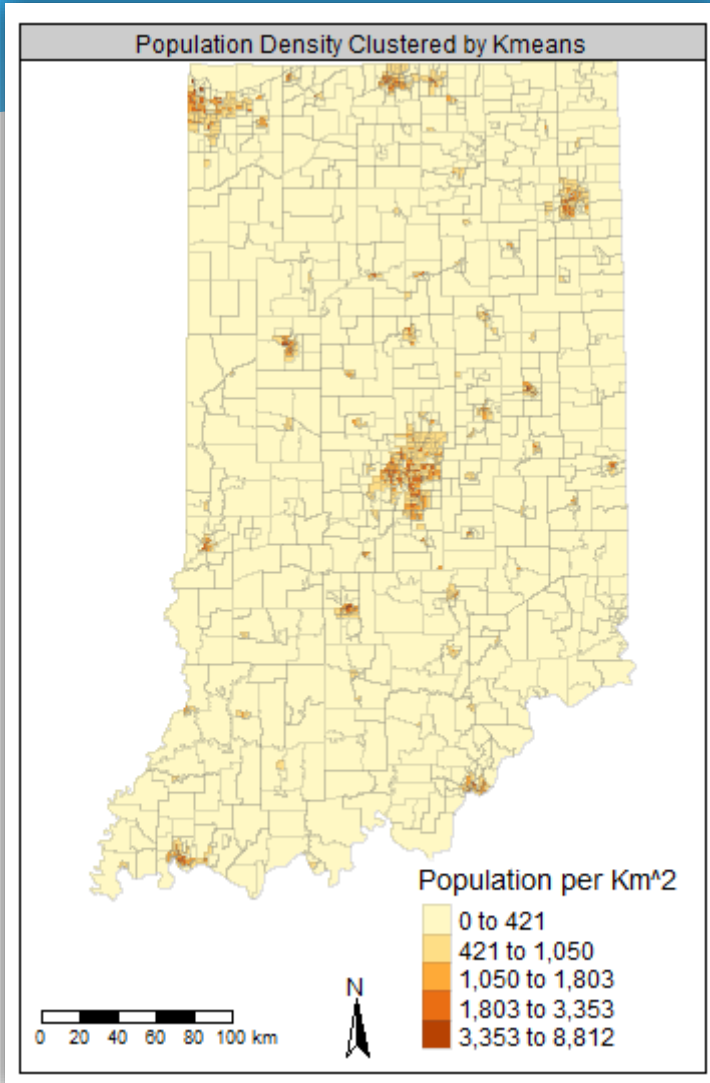 Population Density Clustered by Kmeans
Population per Km^2
0 to 421
421 to 1,050
1,050 to 1,803
1,803 to 3,353
3,353 to 8,812
N
0 20 40 60 80 100 km